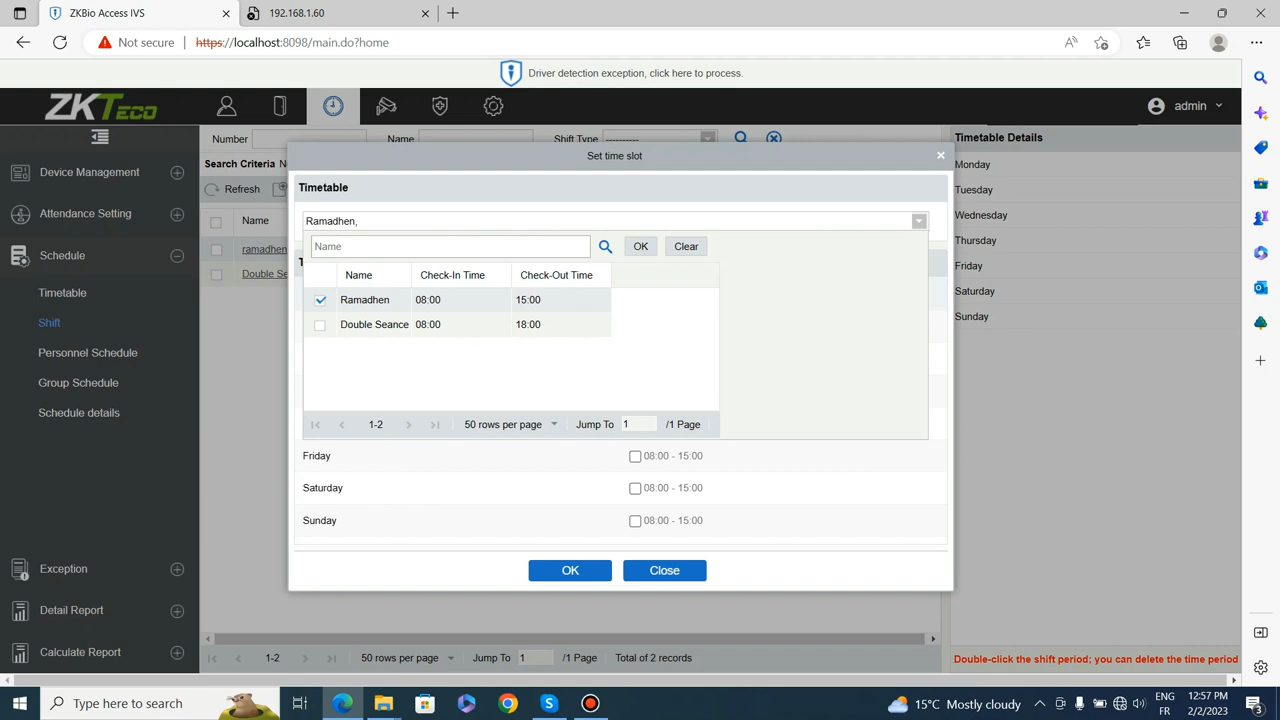 ZKBio Access IVS
192.168.1.60
Not secure
https://localhost:8098/main.do?home
Driver detection exception, click here to process.
ZKTeco
admin
Number
Name
Shift Type
----------
Timetable Details
Set time slot
Search Criteria
Monday
Device Management
Timetable
Refresh
Tuesday
Attendance Setting
Ramadhen,
Name
Wednesday
Name
OK
Clear
Thursday
Schedule
ramadhen
Friday
Double Se
Name
Check-In Time
Check-Out Time
Timetable
Ramadhen
08:00
15:00
Saturday
Shift
Double Seance
08:00
18:00
Sunday
Personnel Schedule
Group Schedule
Schedule details
1-2
50 rows per page
Jump To
1
/1 Page
Friday
08:00 - 15:00
Saturday
08:00 - 15:00
Sunday
08:00 - 15:00
Exception
OK
Close
Detail Report
Calculate Report
1-2
50 rows per page
Jump To
1
/1 Page
Total of 2 records
Double-click the shift period; you can delete the time period
Type here to search
15°C Mostly cloudy
ENG
FR
12:57 PM
2/2/2023
3